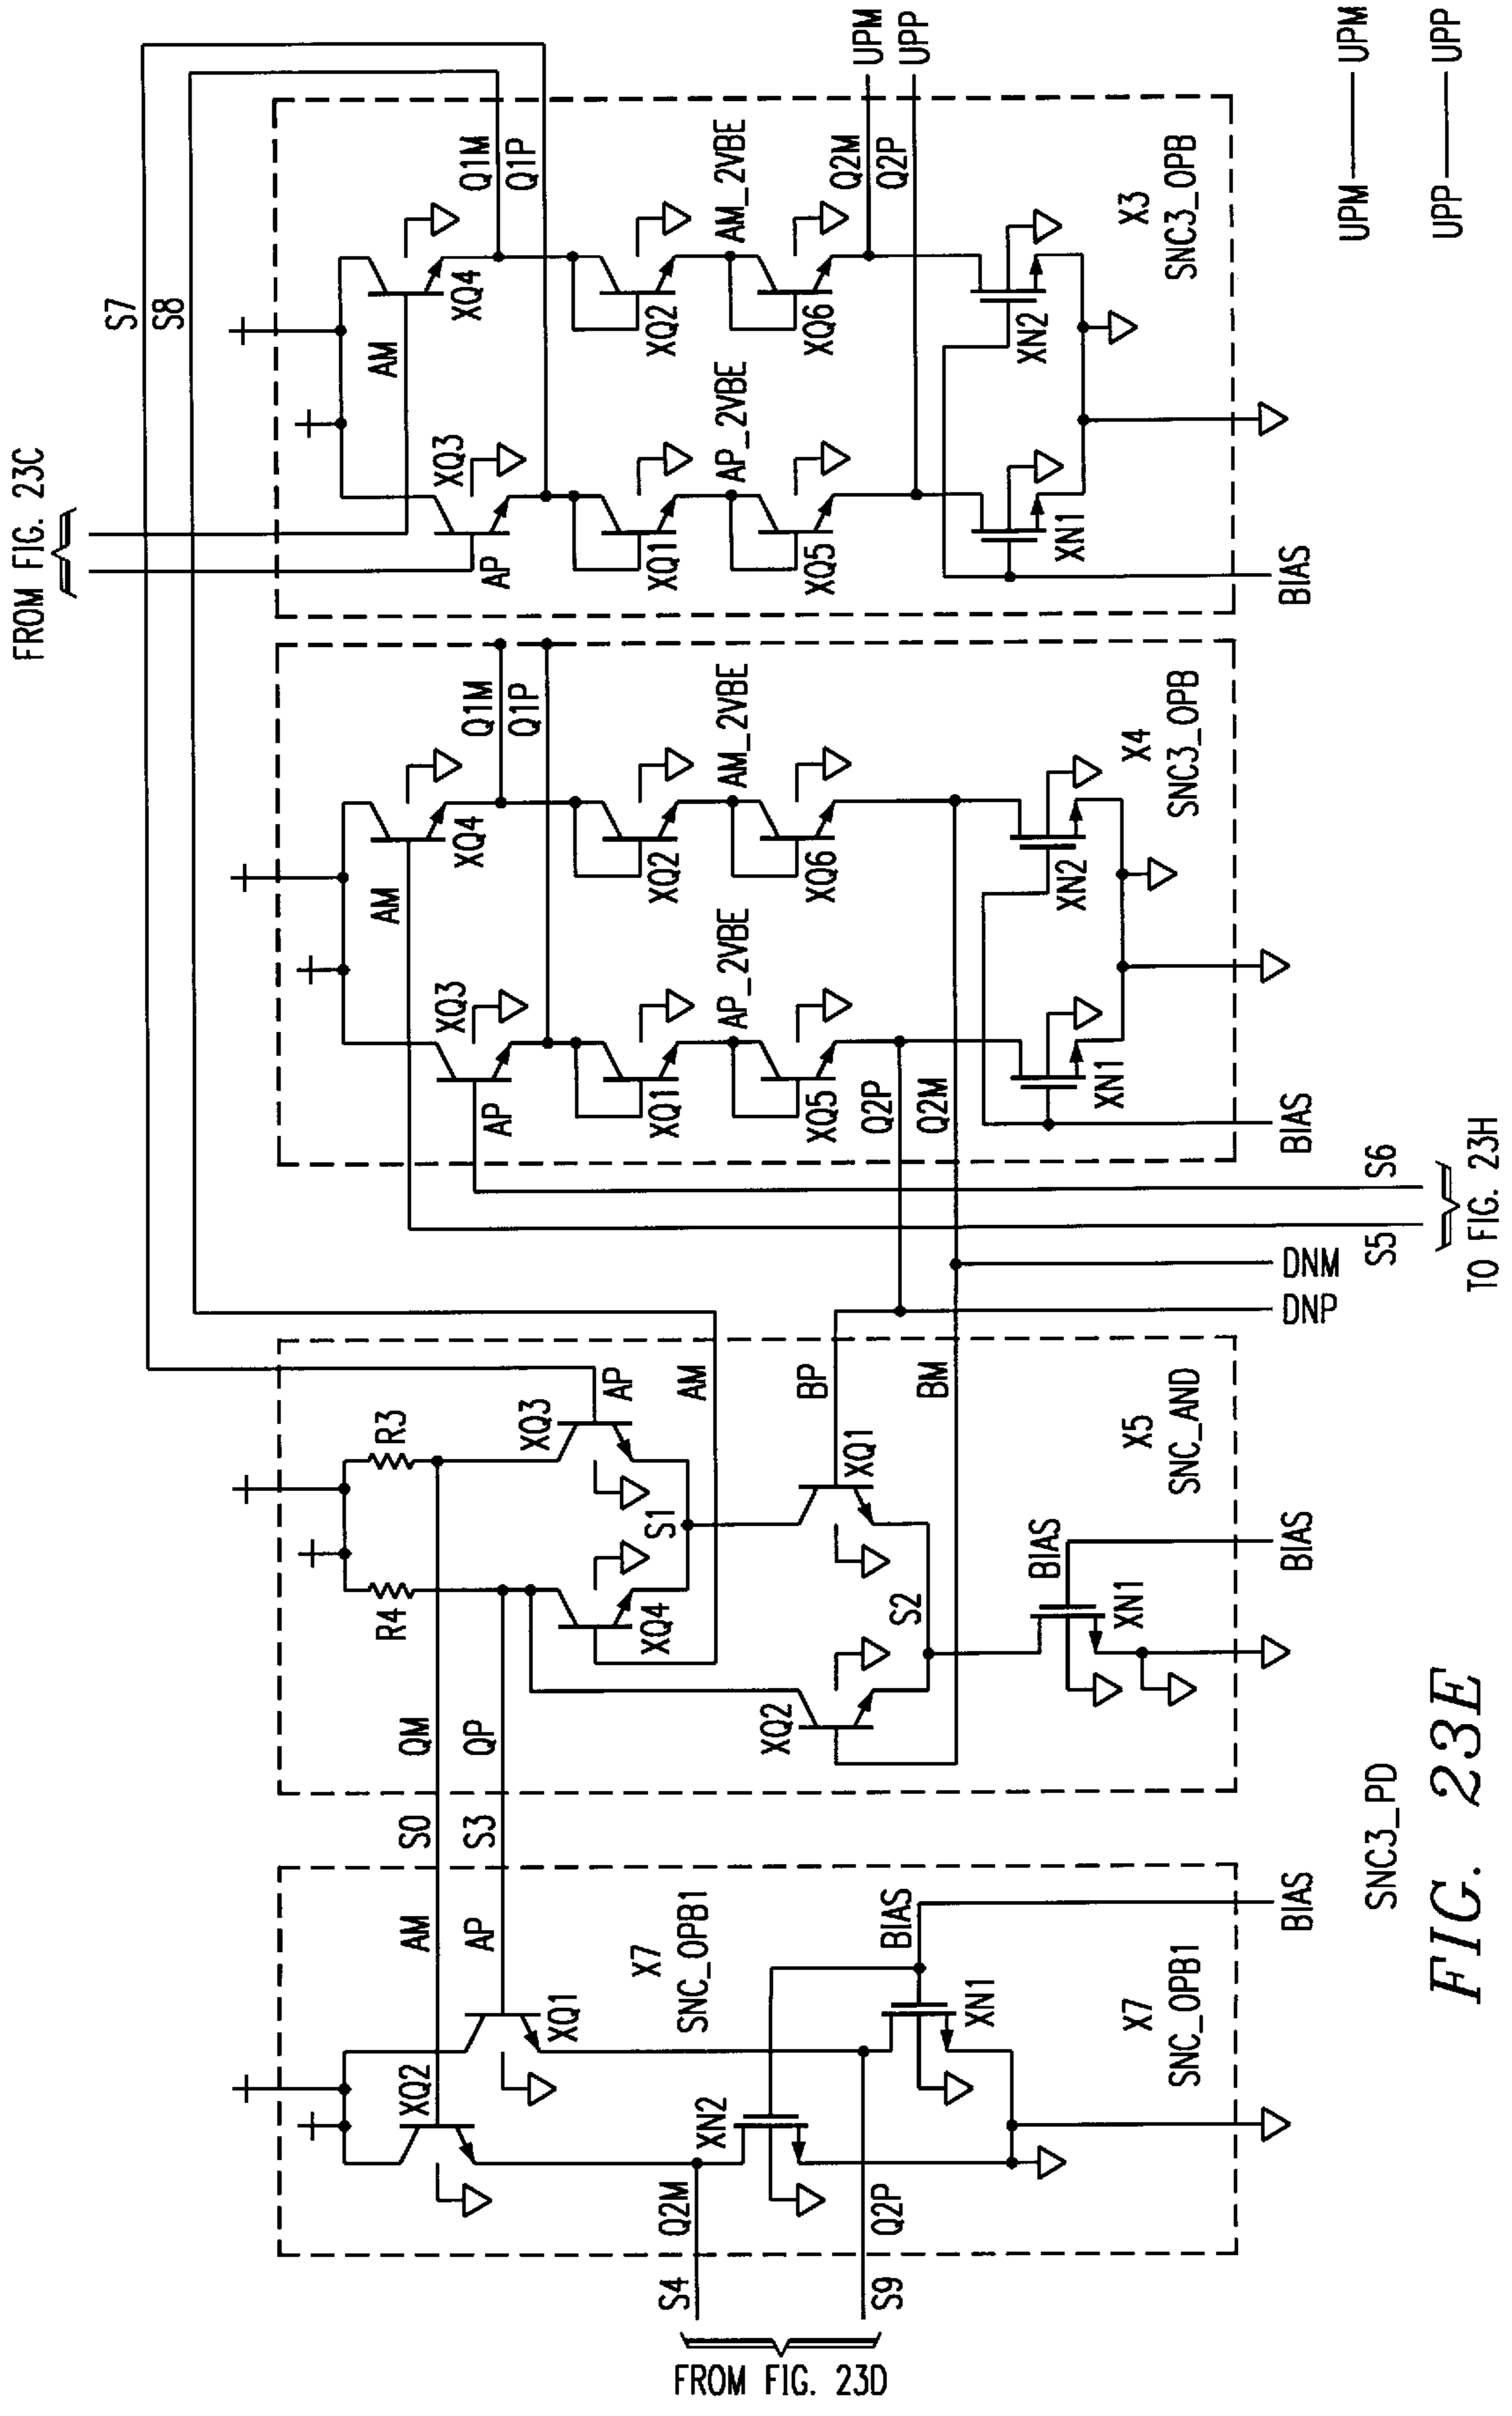 FROM FIG. 23C
S7
S8
AM
XQ4
Q1M
Q1P
XQ3
AP
XQ2
AM_2VBE
XQ1
AP_2VBE
XQ6
XQ5
Q2M
Q2P
UPM
UPP
XN2
XN1
X3
SNC3_OPB
BIAS
UPM
UPM
UPP
UPP
AM
XQ4
Q1M
Q1P
XQ3
AP
XQ2
AM_2VBE
XQ1
AP_2VBE
XQ6
XQ5
Q2P
Q2M
XN2
XN1
X4
SNC3_OPB
BIAS
S6
S5
TO FIG. 23H
DNM
DNP
R3
R4
XQ3
AP
AM
S1
XQ4
BP
BM
XQ1
XQ2
S2
BIAS
XN1
X5
SNC_AND
BIAS
QM
QP
S0
S3
AM
AP
XQ2
XQ1
X7
SNC_OPB1
BIAS
XN2
XN1
Q2M
Q2P
X7
SNC_OPB1
BIAS
S4
S9
FROM FIG. 23D
SNC3_PD
FIG. 23E